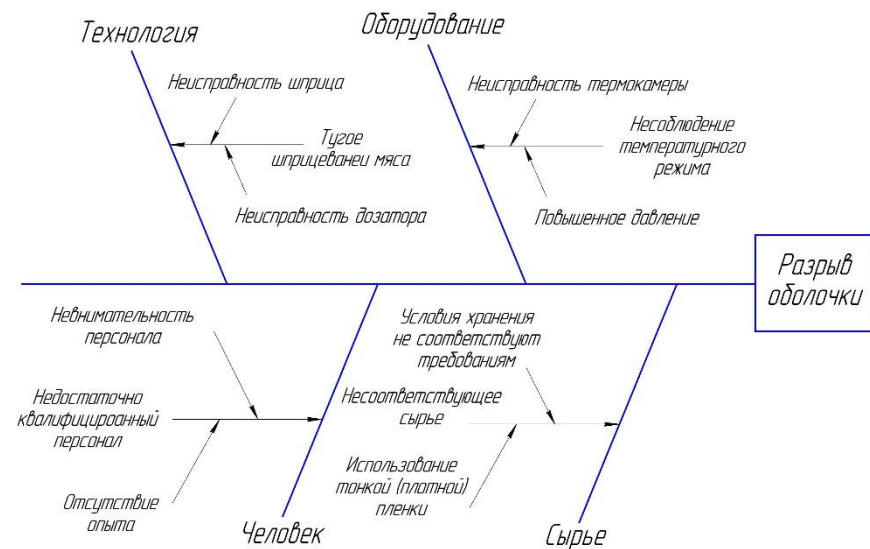 Технология
Оборудование
Неисправность шприца
Тугое
шприцеваней мяса
Неисправность дозатора
Неисправность термокамеры
Несоблюдение
температурного
режима
Повышенное давление
Разрыв
оболочки
Невнимательность
персонала
Недостаточно
квалифицироанный
персонал
Отсутствие
опыта
Человек
Условия хранения
не соответствуют
требованиям
Несоответствующее
сырье
Использование
тонкой (плотной)
пленки
Сырье